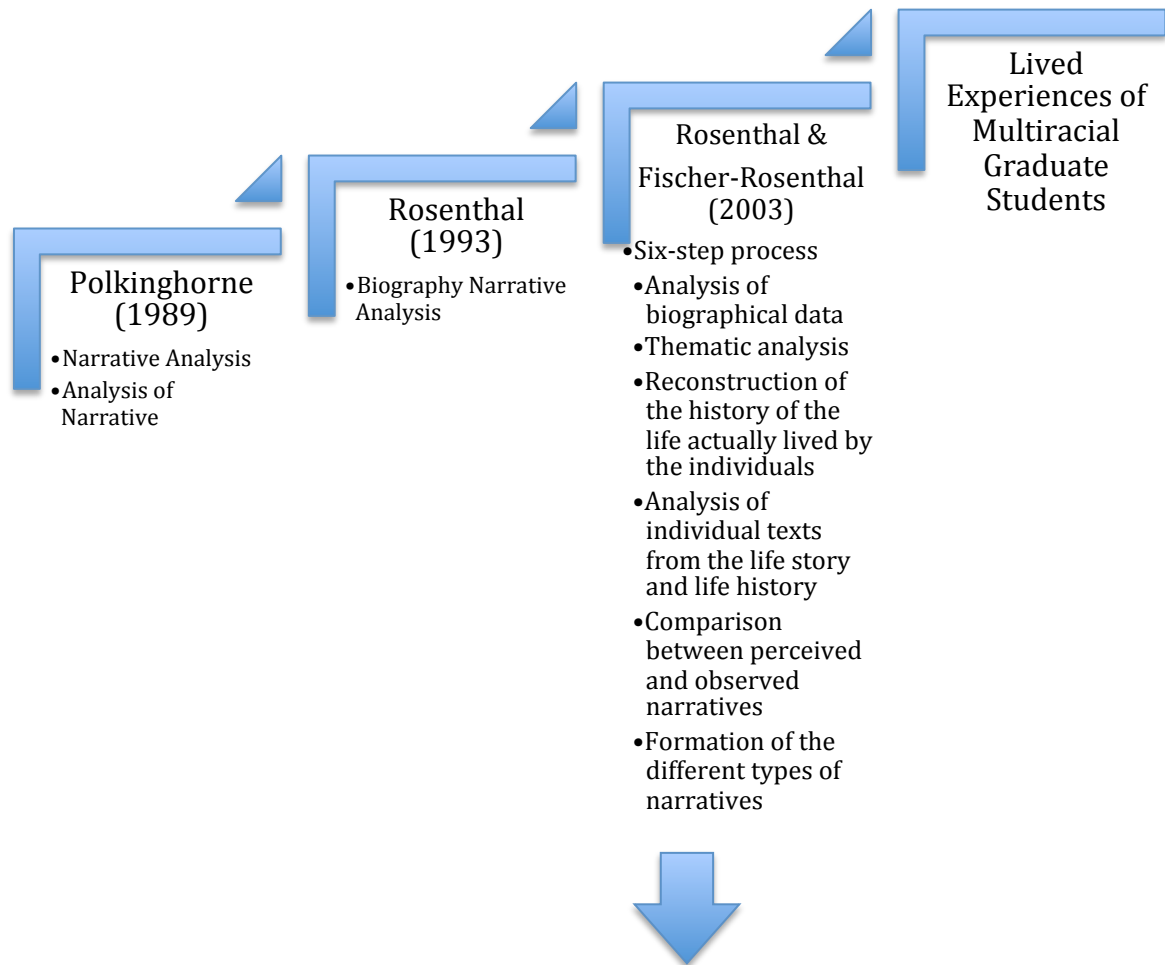 Polkinghorne
(1989)
•Narrative Analysis
•Analysis of
Narrative
Rosenthal
(1993)
•Biography Narrative
Analysis
Rosenthal &
Fischer-Rosenthal
(2003)
•Six-step process
•Analysis of
biographical data
•Thematic analysis
•Reconstruction of
the history of the
life actually lived by
the individuals
•Analysis of
individual texts
from the life story
and life history
•Comparison
between perceived
and observed
narratives
•Formation of the
different types of
narratives
Lived
Experiences of
Multiracial
Graduate
Students